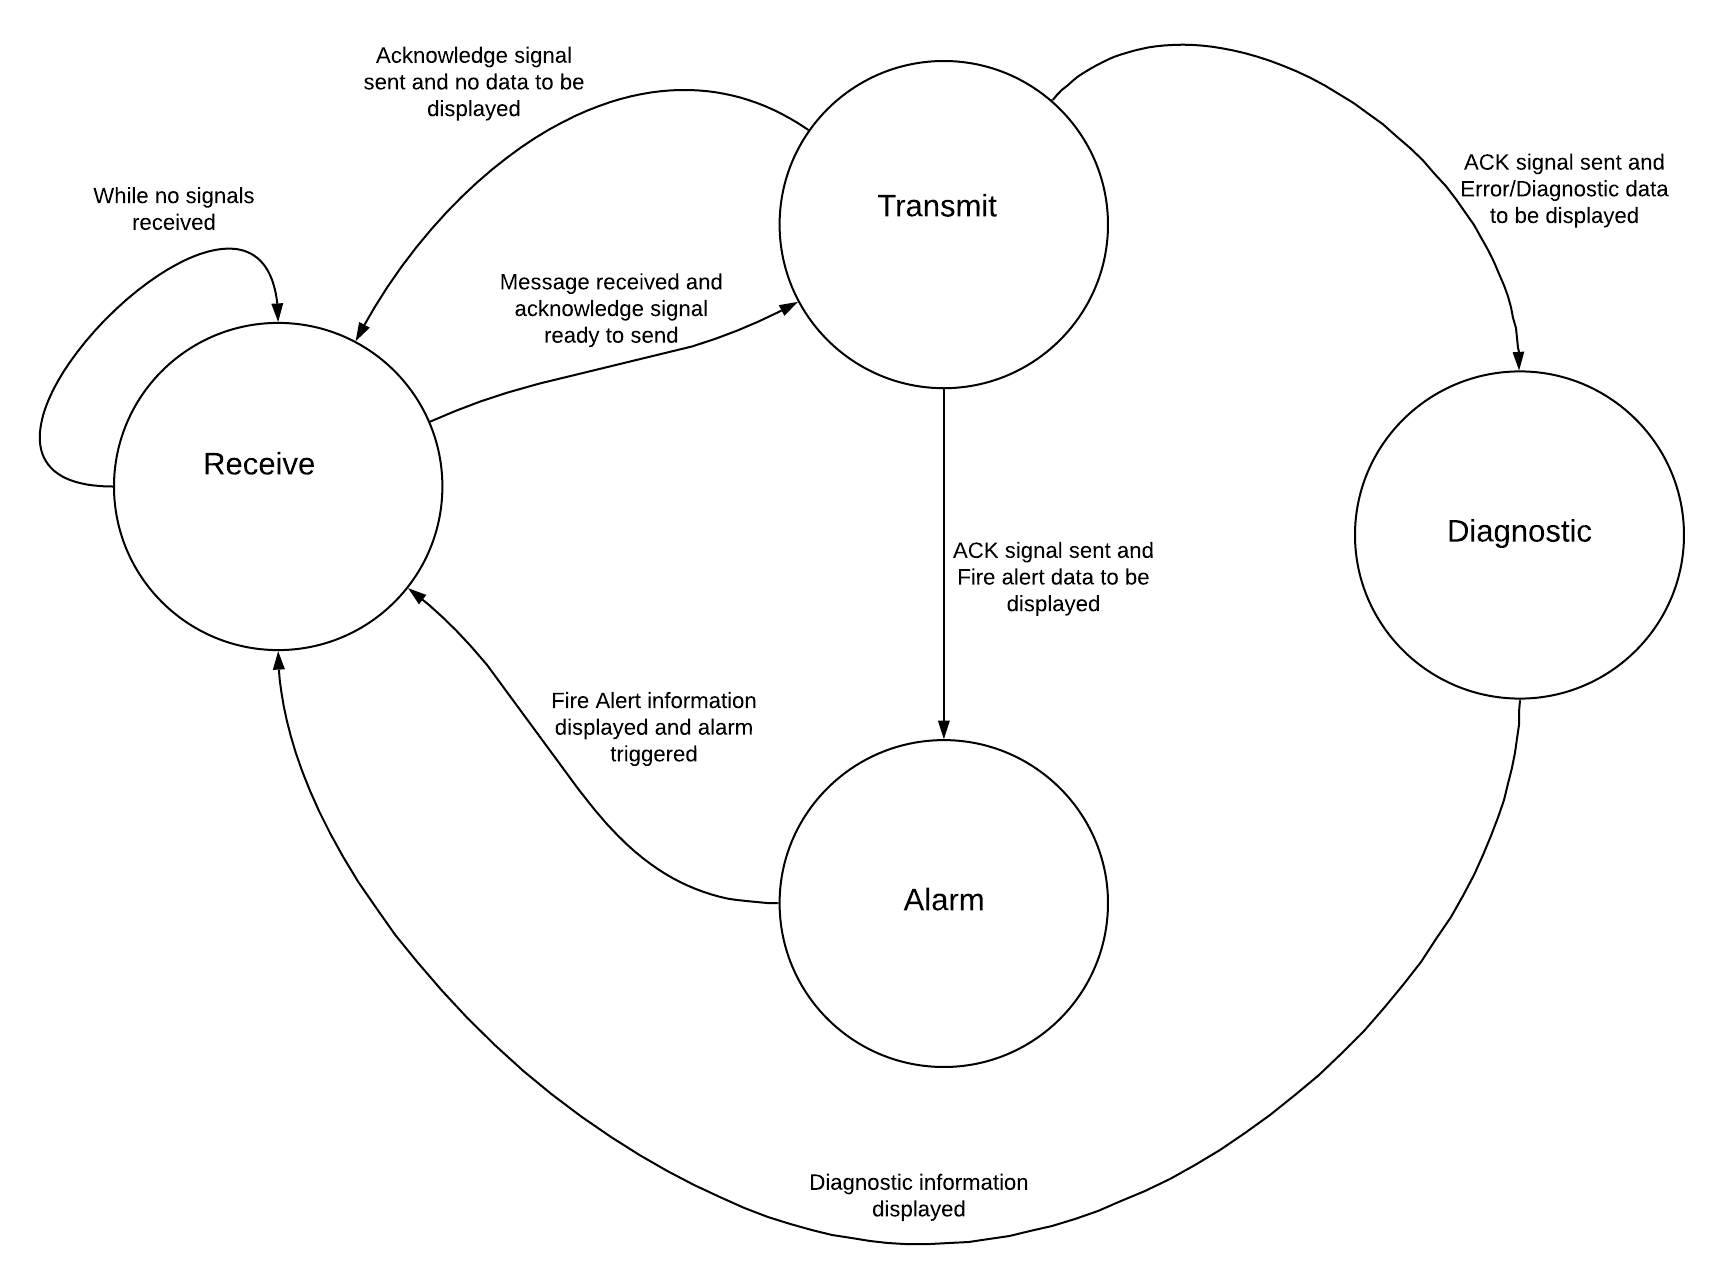 Acknowledge signal
sent and no data to be
displayed
ACK signal sent and
Error/Diagnostic data
to be displayed
While no signals
received
Transmit
Message received and
acknowledge signal
ready to send
Receive
Diagnostic
ACK signal sent and
Fire alert data to be
displayed
Fire Alert information
displayed and alarm
triggered
Alarm
Diagnostic information
displayed